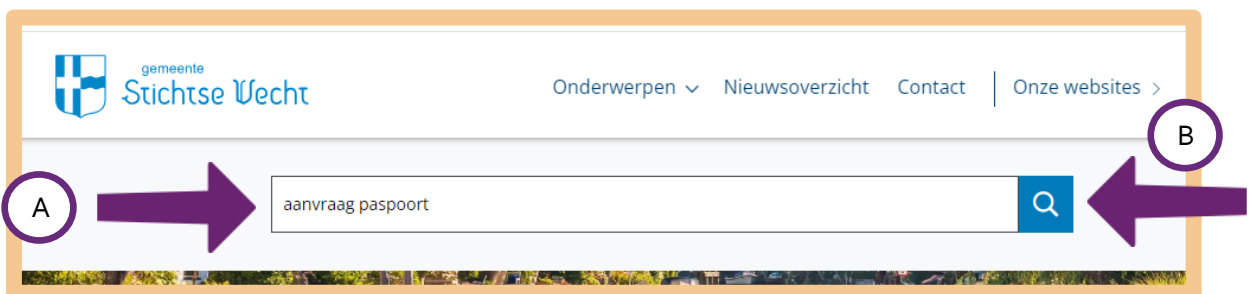 gemeente
Stichtse Vecht
Onderwerpen Nieuwsoverzicht Contact Onze websites
B
A
aanvraag paspoort